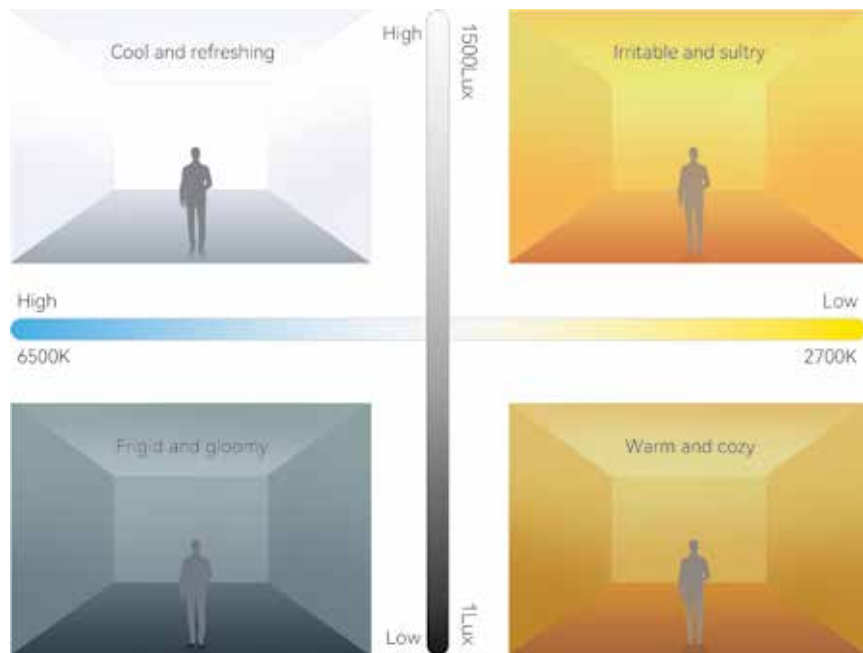 Cool and refreshing
High
1500Lux
Irritable and sultry
High
Low
6500K
2700K
Frigid and gloomy
Warm and cozy
Low
1Lux